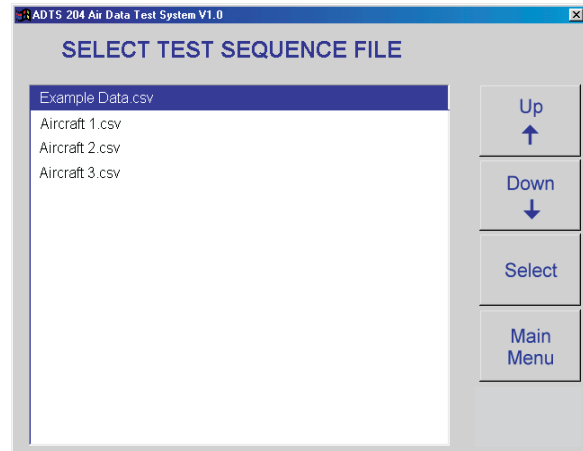 ADTS 204 Air Data Test System V1.0
SELECT TEST SEQUENCE FILE
Example Data.csv
Aircraft 1.csv
Aircraft 2.csv
Aircraft 3.csv
Up
↑
Down
↓
Select
Main
Menu